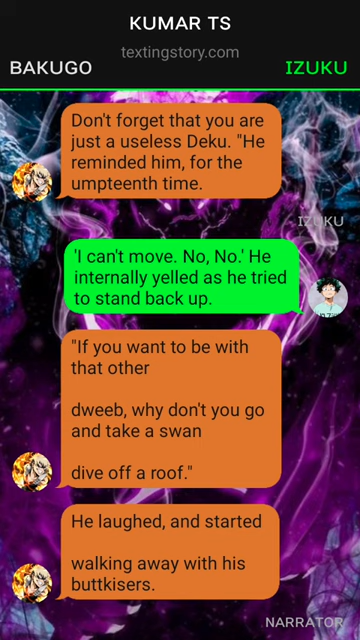 KUMAR TS
textingstory.com
BAKUGO
IZUKU
Don't forget that you are
just a useless Deku. "He
reminded him, for the
umpteenth time.
IZUKU
'I can't move. No, No.' He
internally yelled as he tried
to stand back up.
"If you want to be with
that other
dweeb, why don't you go
and take a swan
dive off a roof."
He laughed, and started
walking away with his
buttkisers.
NARRATOR